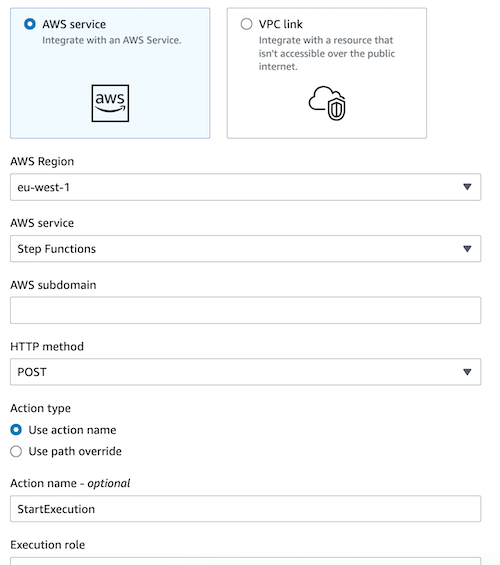 AWS service
Integrate with an AWS Service.
aws
VPC link
Integrate with a resource that
isn't accessible over the public
internet.
AWS Region
eu-west-1
AWS service
Step Functions
AWS subdomain
HTTP method
POST
Action type
Use action name
Use path override
Action name - optional
StartExecution
Execution role